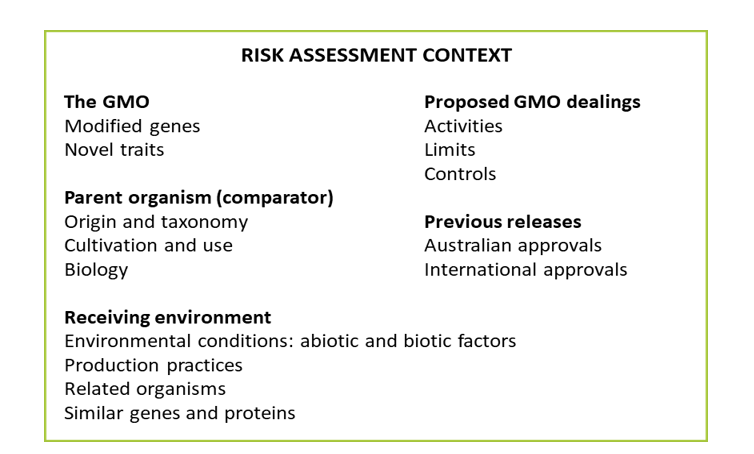 RISK ASSESSMENT CONTEXT
The GMO
Modified genes
Novel traits
Parent organism (comparator)
Origin and taxonomy
Cultivation and use
Biology
Proposed GMO dealings
Activities
Limits
Controls
Previous releases
Australian approvals
International approvals
Receiving environment
Environmental conditions: abiotic and biotic factors
Production practices
Related organisms
Similar genes and proteins